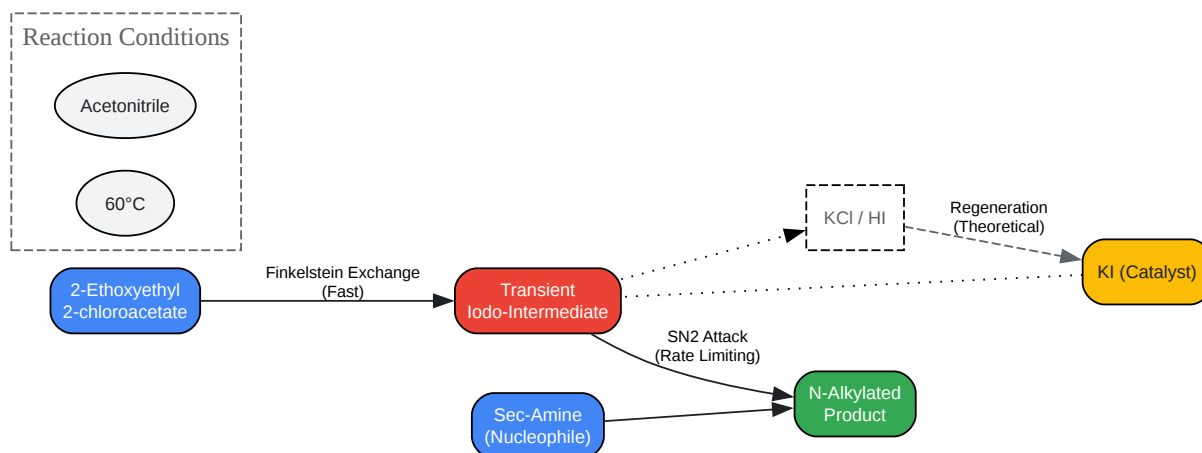 Reaction Conditions
Acetonitrile
60°C
2-Ethoxyethyl
2-chloroacetate
Finkelstein Exchange
(Fast)
Transient
Iodo-Intermediate
KCl / HI
Regeneration
(Theoretical)
KI (Catalyst)
SN2 Attack
(Rate Limiting)
Sec-Amine
(Nucleophile)
N-Alkylated
Product